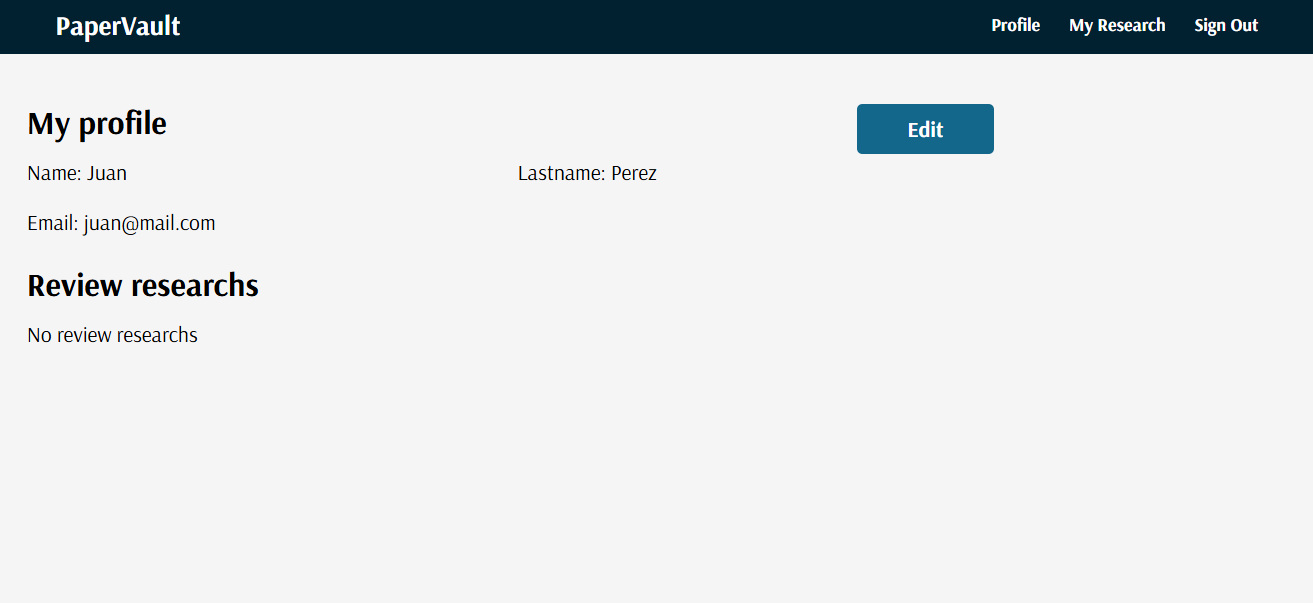 PaperVault
Profile My Research Sign Out
My profile
Edit
Name: Juan
Lastname: Perez
Email: juan@mail.com
Review researchs
No review researchs